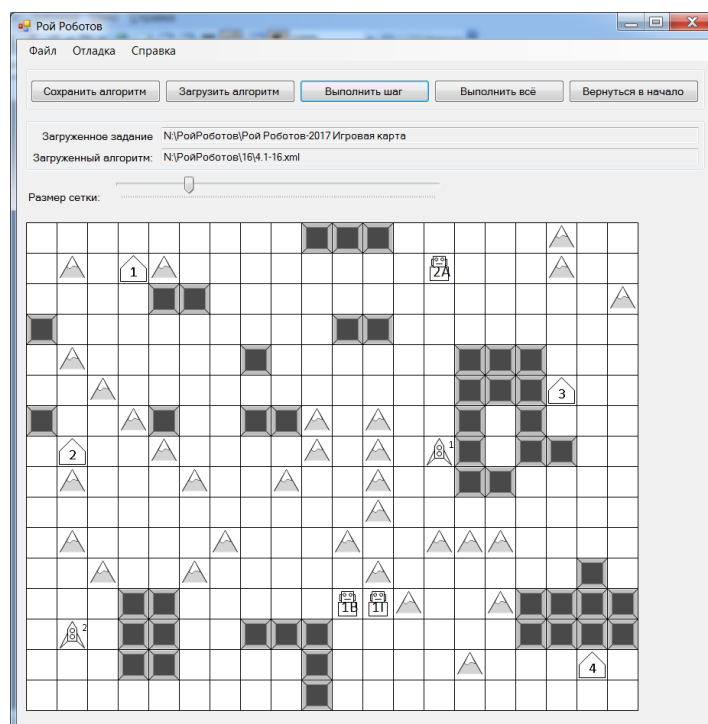 Рой Роботов
Файл Отладка Справка
Сохранить алгоритм Загрузить алгоритм Выполнить шаг Выполнить всё Вернуться в начало
Загруженное задание N:\РойРоботов\Рой Роботов-2017 Игровая карта
Загруженный алгоритм: N:\РойРоботов\16\4.1-16.xml
Размер сетки:
1 2A
3
2 1
1B 1I
2
4